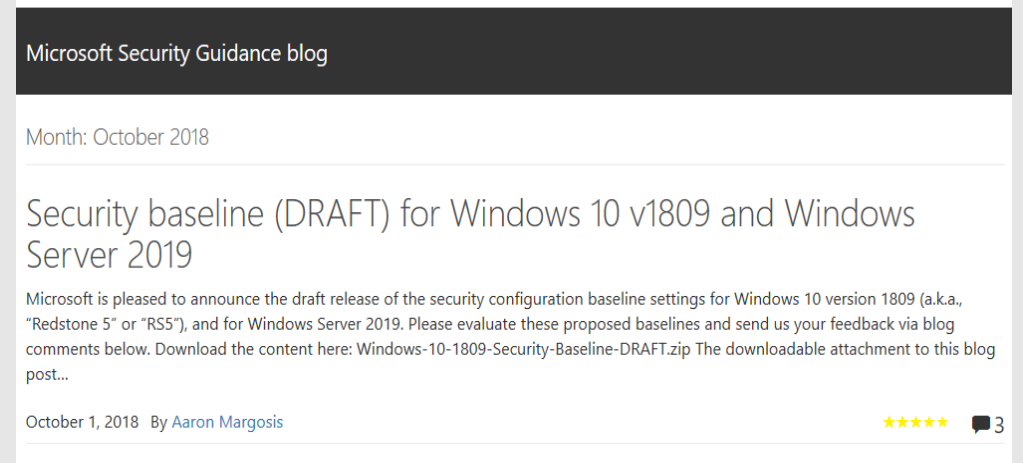 Microsoft Security Guidance blog
Month: October 2018
Security baseline (DRAFT) for Windows 10 v1809 and Windows
Server 2019
Microsoft is pleased to announce the draft release of the security configuration baseline settings for Windows 10 version 1809 (a.k.a.,
“Redstone 5” or “RS5”), and for Windows Server 2019. Please evaluate these proposed baselines and send us your feedback via blog
comments below. Download the content here: Windows-10-1809-Security-Baseline-DRAFT.zip The downloadable attachment to this blog
post...
October 1, 2018 By Aaron Margosis 3